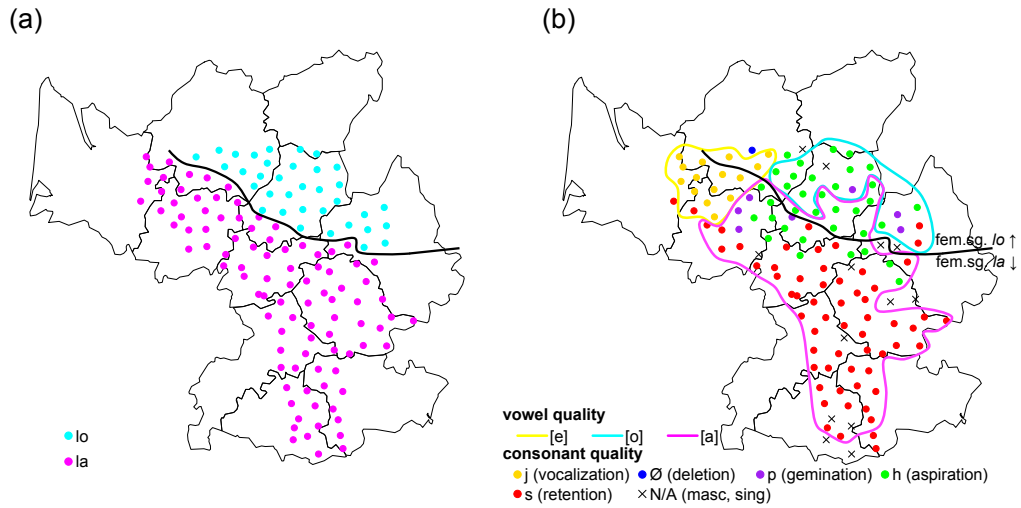 (a)
(b)
lo
la
fem.sg. lo ↑
fem.sg. la ↓
vowel quality
[e] [o] [a]
consonant quality
j (vocalization) Ø (deletion) p (gemination) h (aspiration)
s (retention) N/A (masc, sing)